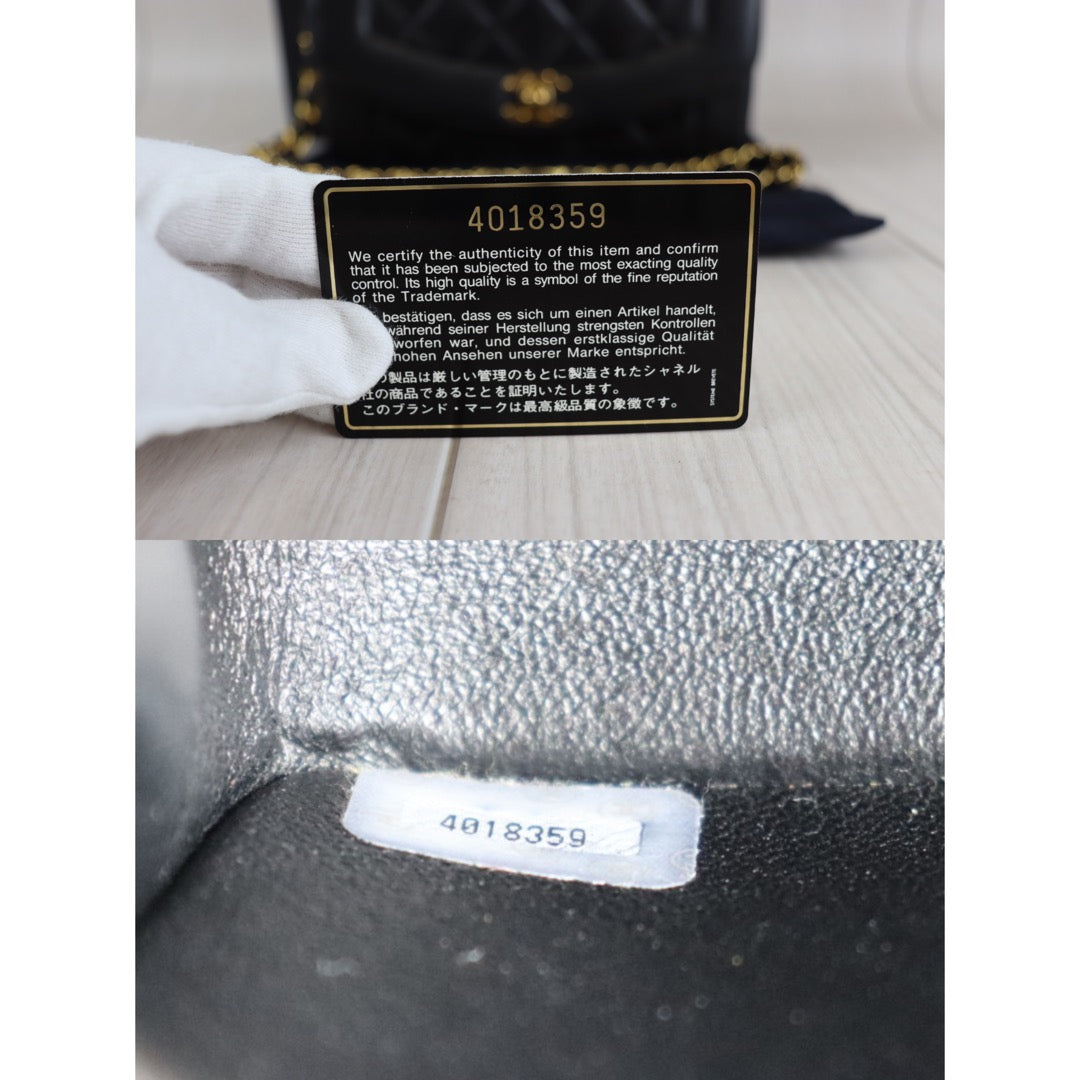 4018359
We certify the authenticity of this item and confirm
that it has been subjected to the most exacting quality
control. Its high quality is a symbol of the fine reputation
of the Trademark.
bestätigen, dass es sich um einen Artikel handelt,
während seiner Herstellung strengsten Kontrollen
worfen war, und dessen erstklassige Qualität
hohen Ansehen unserer Marke entspricht.
の製品は厳しい管理のもとに製造されたシャネル
社の商品であることを証明いたします。
このブランド・マークは最高級品質の象徴です。
4018359